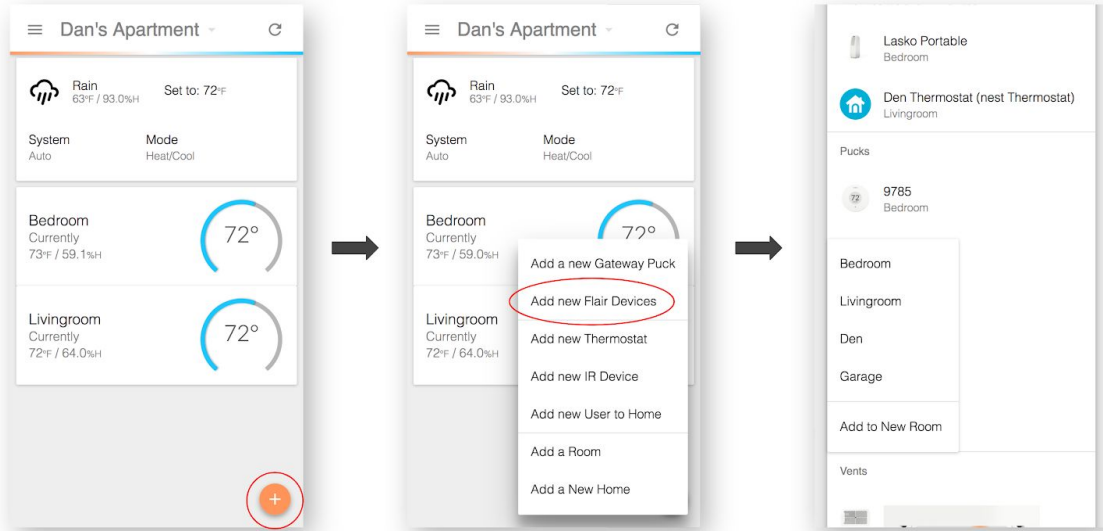 Dan's Apartment
Rain
63°F / 93.0%H
Set to: 72°F
System
Auto
Mode
Heat/Cool
Bedroom
Currently
73°F / 59.1%H
72°
Livingroom
Currently
72°F / 64.0%H
72°
+
Dan's Apartment
Rain
63°F / 93.0%H
Set to: 72°F
System
Auto
Mode
Heat/Cool
Bedroom
Currently
73°F / 59.0%H
72°
Livingroom
Currently
72°F / 64.0%H
Add a new Gateway Puck
Add new Flair Devices
Add new Thermostat
Add new IR Device
Add new User to Home
Add a Room
Add a New Home
Lasko Portable
Bedroom
Den Thermostat (nest Thermostat)
Livingroom
Pucks
72
9785
Bedroom
Bedroom
Livingroom
Den
Garage
Add to New Room
Vents